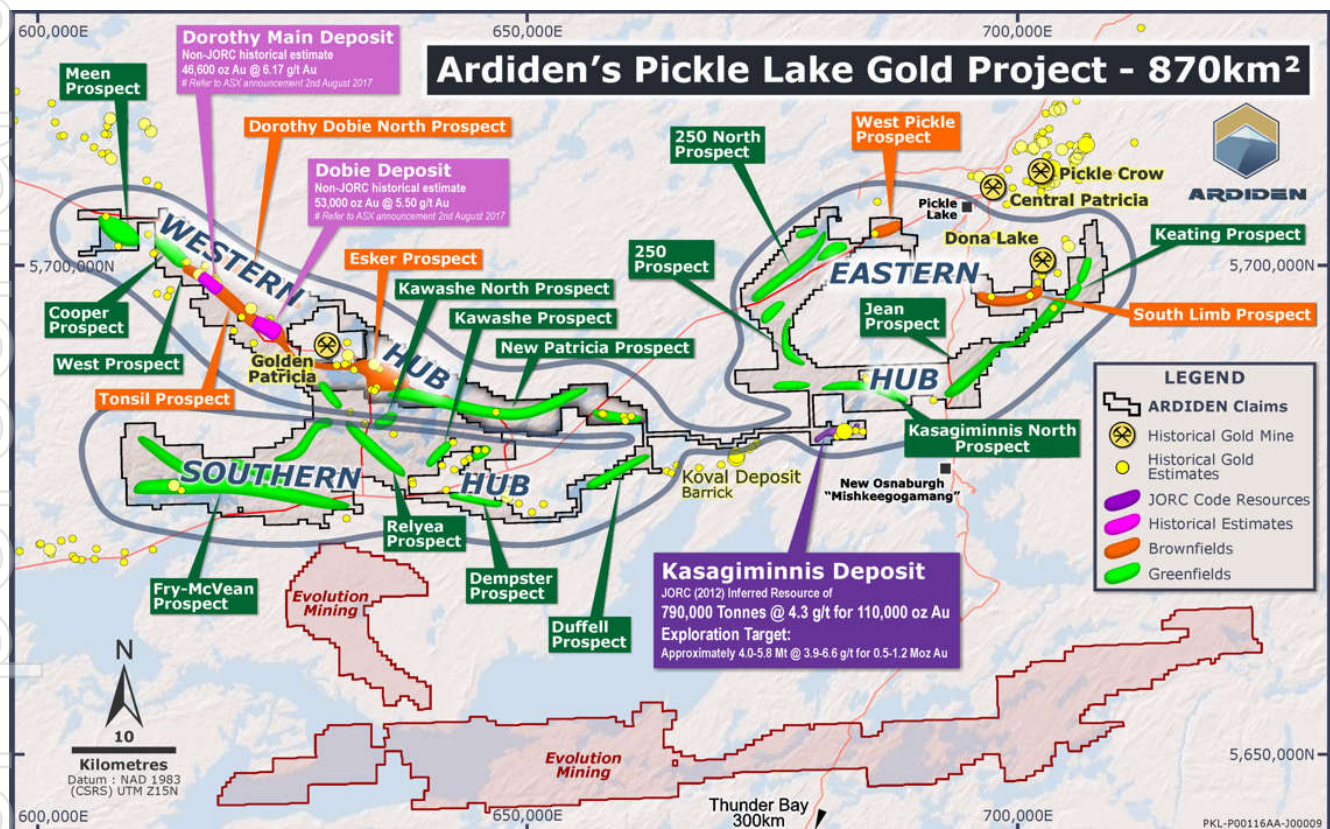 600,000E
650,000E
700,000E
Ardiden's Pickle Lake Gold Project - 870km²
Dorothy Main Deposit
Non-JORC historical estimate
46,600 oz Au @ 6.17 g/t Au
# Refer to ASX announcement 2nd August 2017
Meen
Prospect
Dorothy Dobie North Prospect
Dobie Deposit
Non-JORC historical estimate
53,000 oz Au @ 5.50 g/t Au
# Refer to ASX announcement 2nd August 2017
250 North
Prospect
West Pickle
Prospect
ARDIDEN
Pickle Crow
Central Patricia
Pickle
Lake
Dona Lake
Keating Prospect
5,700,000N
5,700,000N
WESTERN
HUB
Esker Prospect
Kawashe North Prospect
Kawashe Prospect
New Patricia Prospect
250
Prospect
EASTERN
HUB
Jean
Prospect
South Limb Prospect
Cooper
Prospect
West Prospect
Tonsil Prospect
Golden
Patricia
Kasagiminnis North
Prospect
SOUTHERN
HUB
Koval Deposit
Barrick
New Osnaburgh
"Mishkeegogamang"
Relyea
Prospect
Fry-McVean
Prospect
Dempster
Prospect
Duffell
Prospect
Kasagiminnis Deposit
JORC (2012) Inferred Resource of
790,000 Tonnes @ 4.3 g/t for 110,000 oz Au
Exploration Target:
Approximately 4.0-5.8 Mt @ 3.9-6.6 g/t for 0.5-1.2 Moz Au
LEGEND
ARDIDEN Claims
Historical Gold Mine
Historical Gold
Estimates
JORC Code Resources
Historical Estimates
Brownfields
Greenfields
Evolution
Mining
Evolution
Mining
N
10
Kilometres
Datum : NAD 1983
(CSRS) UTM Z15N
5,650,000N
Thunder Bay
300km
600,000E
650,000E
700,000E
PKL-P00116AA-J00009